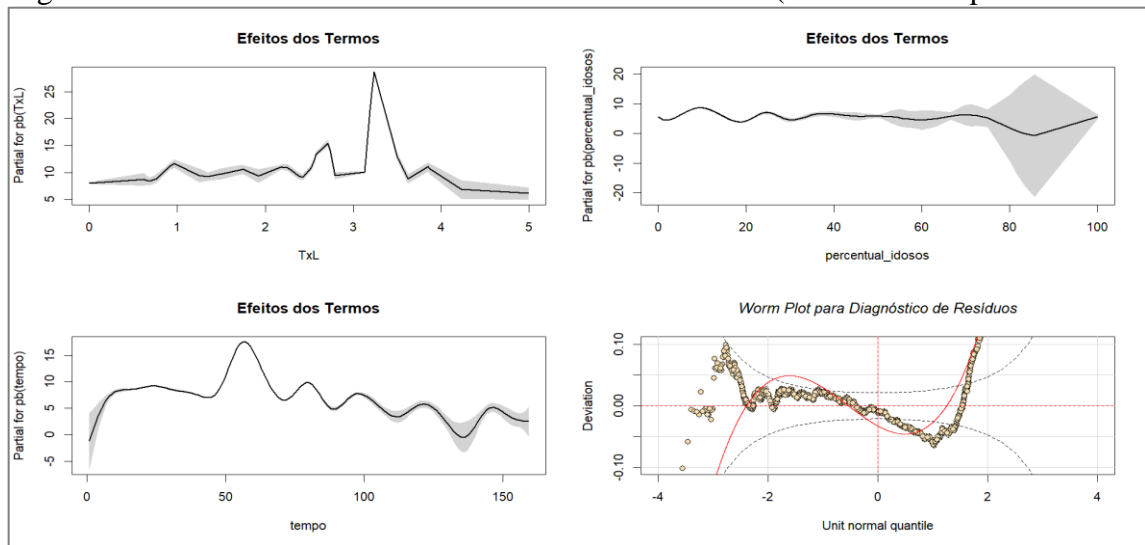 Efeitos dos Termos
Partial for pb(TxL)
25
20
15
10
5
0 1 2 3 4 5
TxL
Efeitos dos Termos
Partial for pb(percentual_idosos)
20
10
0
-10
-20
0 20 40 60 80 100
percentual_idosos
Efeitos dos Termos
Partial for pb(tempo)
15
10
5
0
-5
0 50 100 150
tempo
Worm Plot para Diagnóstico de Resíduos
Deviation
0.10
0.00
-0.10
-4 -2 0 2 4
Unit normal quantile